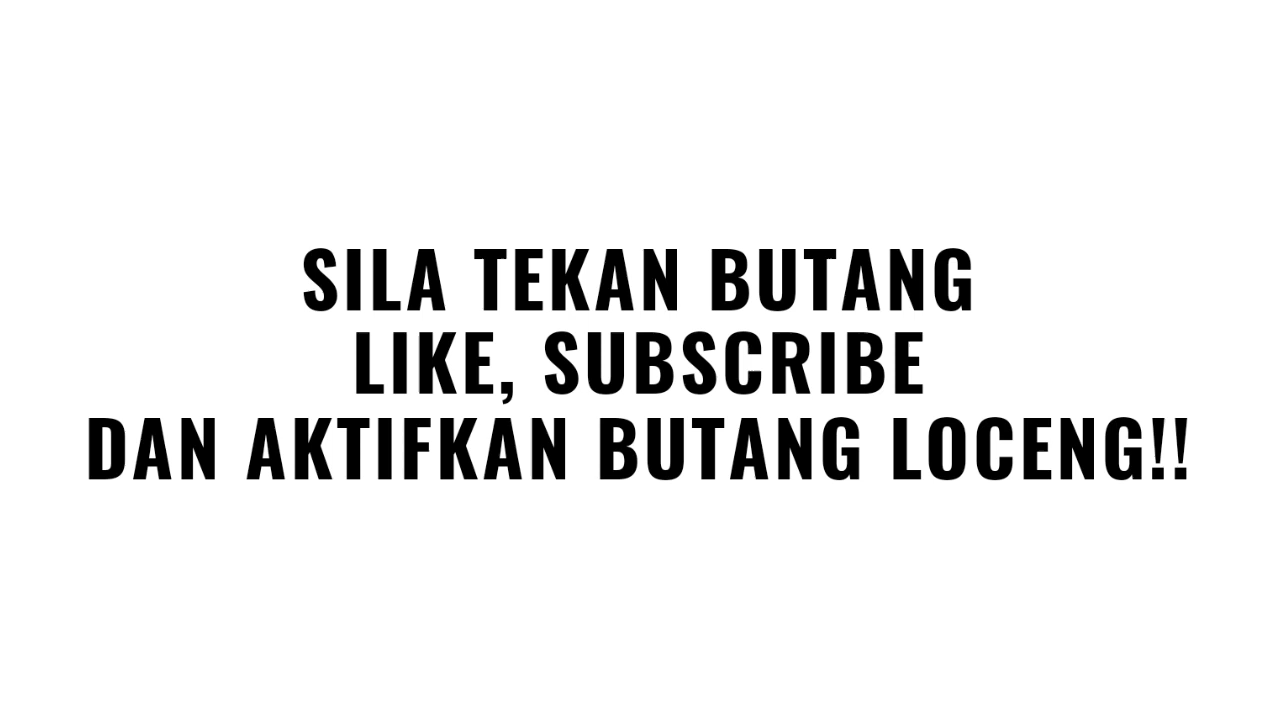 SILA TEKAN BUTANG
LIKE, SUBSCRIBE
DAN AKTIFKAN BUTANG LOCENG!!